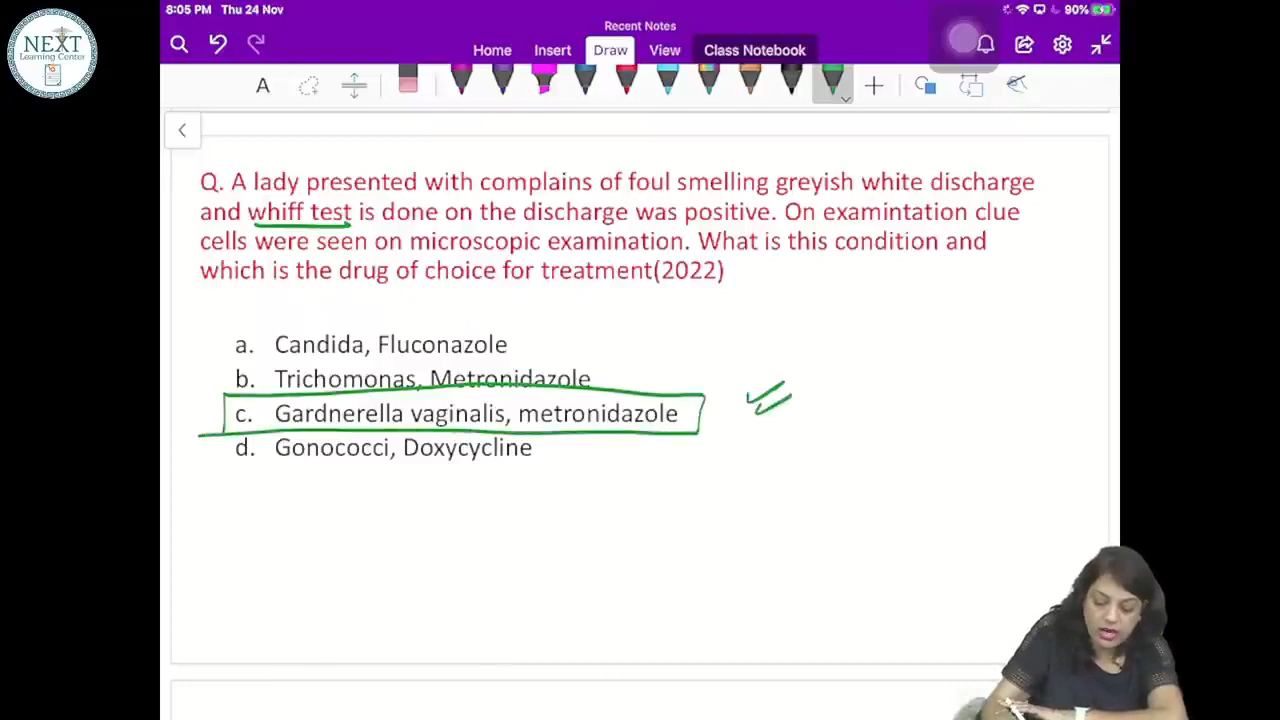 8:05 PM Thu 24 Nov
90%
Recent Notes
NEXT
Learning Center
Home Insert Draw View Class Notebook
A
Q. A lady presented with complains of foul smelling greyish white discharge
and whiff test is done on the discharge was positive. On examintation clue
cells were seen on microscopic examination. What is this condition and
which is the drug of choice for treatment(2022)
a. Candida, Fluconazole
b. Trichomonas, Metronidazole
c. Gardnerella vaginalis, metronidazole
d. Gonococci, Doxycycline